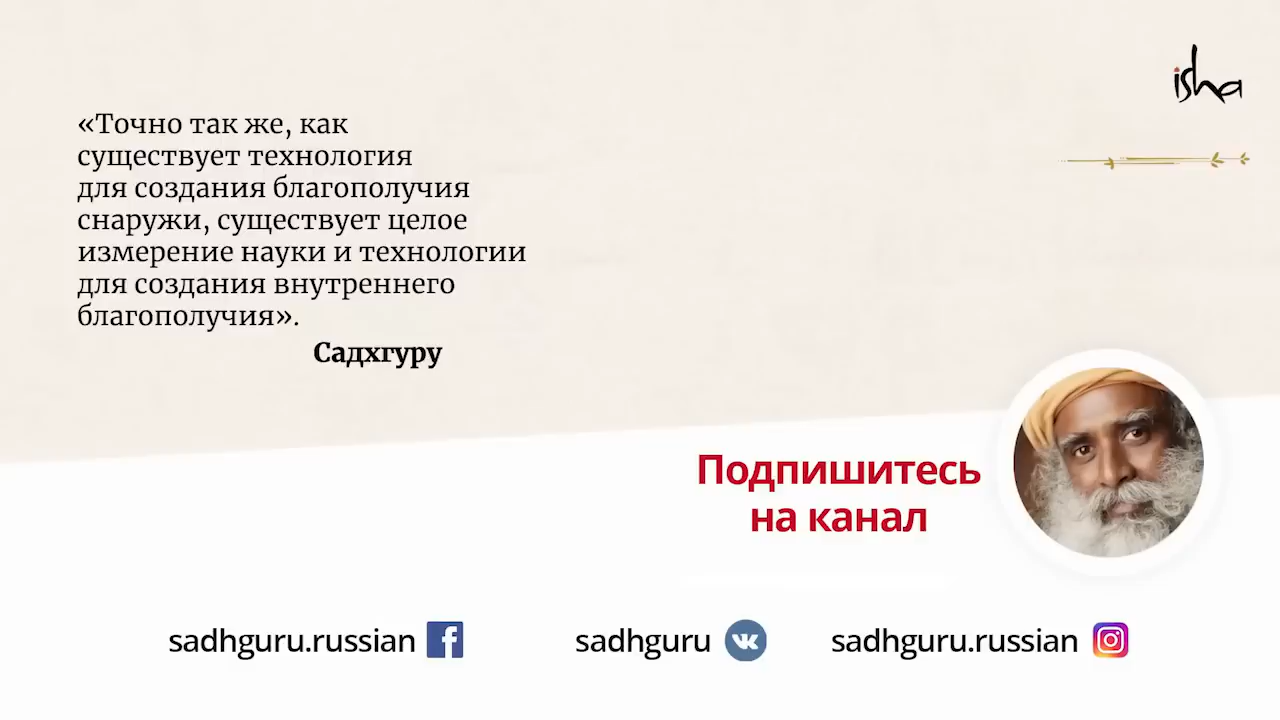 isha
«Точно так же, как
существует технология
для создания благополучия
снаружи, существует целое
измерение науки и технологии
для создания внутреннего
благополучия».
Садхгуру
Подпишитесь
на канал
sadhguru.russian
sadhguru
sadhguru.russian